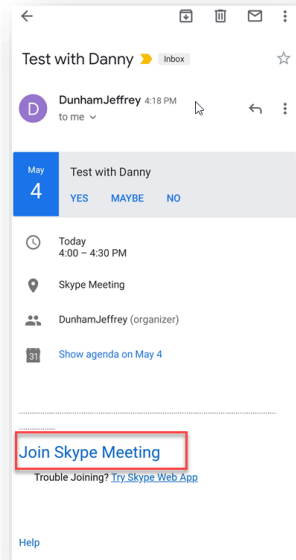 Test with Danny Inbox
D
DunhamJeffrey 4:18 PM
to me
May
4
Test with Danny
YES MAYBE NO
Today
4:00 – 4:30 PM
Skype Meeting
DunhamJeffrey (organizer)
31
Show agenda on May 4
Join Skype Meeting
Trouble Joining? Try Skype Web App
Help